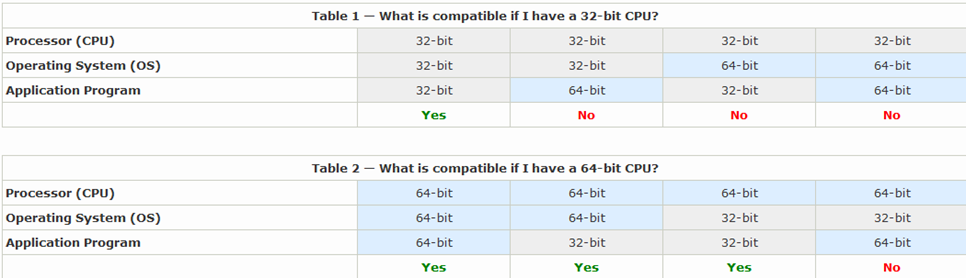 Table 1 — What is compatible if I have a 32-bit CPU?
Processor (CPU) 32-bit 32-bit 32-bit 32-bit
Operating System (OS) 32-bit 32-bit 64-bit 64-bit
Application Program 32-bit 64-bit 32-bit 64-bit
Yes No No No
Table 2 — What is compatible if I have a 64-bit CPU?
Processor (CPU) 64-bit 64-bit 64-bit 64-bit
Operating System (OS) 64-bit 64-bit 32-bit 32-bit
Application Program 64-bit 32-bit 32-bit 64-bit
Yes Yes Yes No